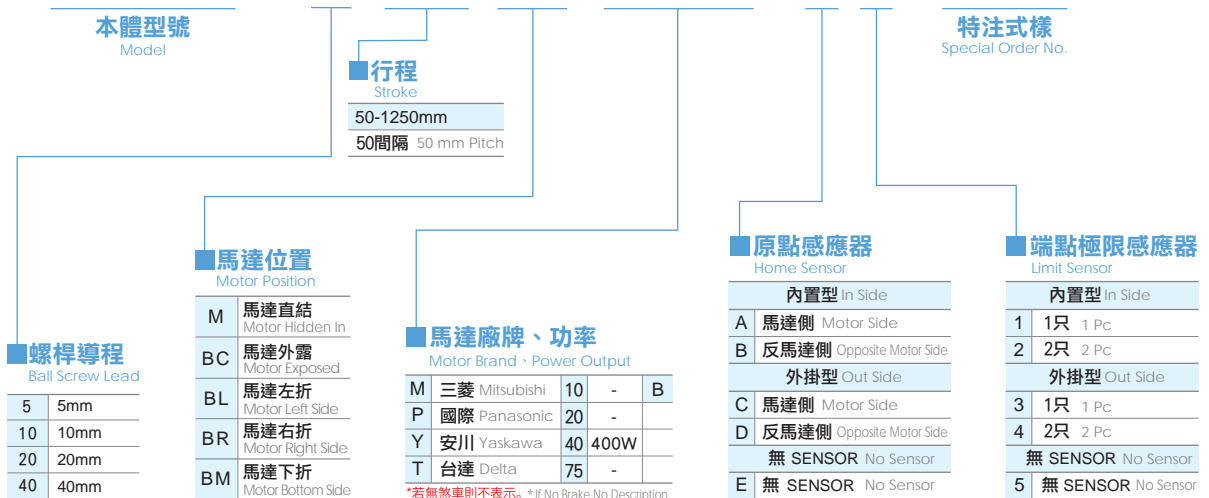 本體型號
Model
特注式樣
Special Order No.
行程
Stroke
50-1250mm
50間隔 50 mm Pitch
螺桿導程
Ball Screw Lead
5 5mm
10 10mm
20 20mm
40 40mm
馬達位置
Motor Position
M 馬達直結
Motor Hidden In
BC 馬達外露
Motor Exposed
BL 馬達左折
Motor Left Side
BR 馬達右折
Motor Right Side
BM 馬達下折
Motor Bottom Side
馬達廠牌、功率
Motor Brand、Power Output
M 三菱 Mitsubishi 10 - B
P 國際 Panasonic 20 -
Y 安川 Yaskawa 40 400W
T 台達 Delta 75 -
*若無煞車則不表示。 * If No Brake No Description.
原點感應器
Home Sensor
內置型 In Side
A 馬達側 Motor Side
B 反馬達側 Opposite Motor Side
外掛型 Out Side
C 馬達側 Motor Side
D 反馬達側 Opposite Motor Side
無 SENSOR No Sensor
E 無 SENSOR No Sensor
端點極限感應器
Limit Sensor
內置型 In Side
1 1只 1 Pc
2 2只 2 Pc
外掛型 Out Side
3 1只 1 Pc
4 2只 2 Pc
無 SENSOR No Sensor
5 無 SENSOR No Sensor